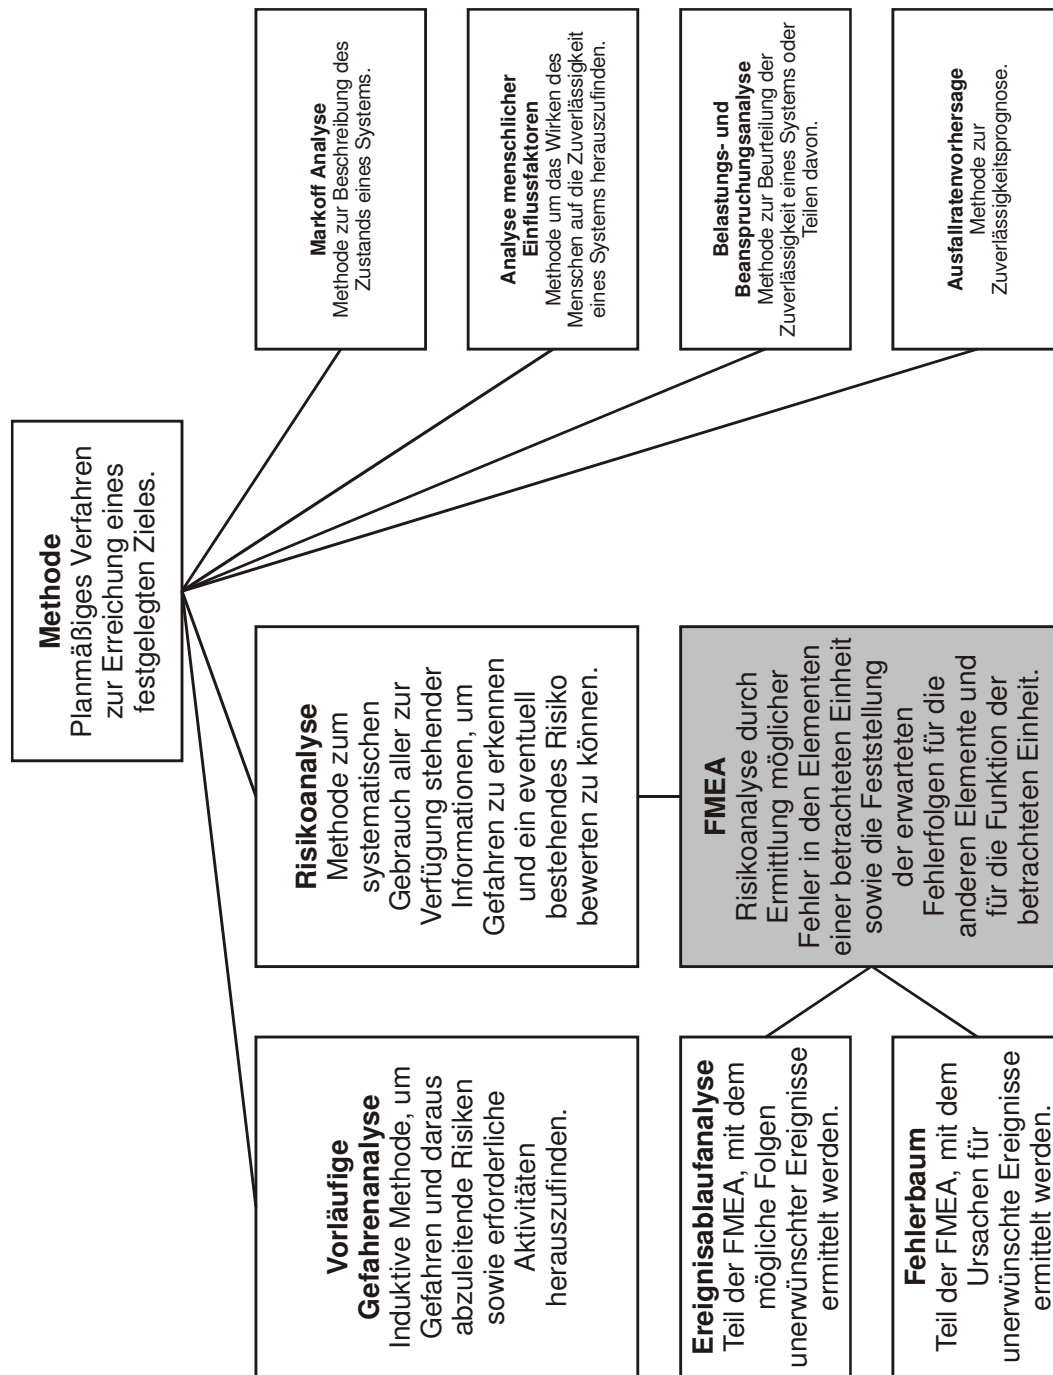 Methode
Planmäßiges Verfahren
zur Erreichung eines
festgelegten Zieles.
Vorläufige
Gefahrenanalyse
Induktive Methode, um
Gefahren und daraus
abzuleitende Risiken
sowie erforderliche
Aktivitäten
herauszufinden.
Risikoanalyse
Methode zum
systematischen
Gebrauch aller zur
Verfügung stehender
Informationen, um
Gefahren zu erkennen
und ein eventuell
bestehendes Risiko
bewerten zu können.
Markoff Analyse
Methode zur Beschreibung des
Zustands eines Systems.
Analyse menschlicher
Einflussfaktoren
Methode um das Wirken des
Menschen auf die Zuverlässigkeit
eines Systems herauszufinden.
Ereignisablaufanalyse
Teil der FMEA, mit dem
mögliche Folgen
unerwünschter Ereignisse
ermittelt werden.
FMEA
Risikoanalyse durch
Ermittlung möglicher
Fehler in den Elementen
einer betrachteten Einheit
sowie die Feststellung
der erwarteten
Fehlerfolgen für die
anderen Elemente und
für die Funktion der
betrachteten Einheit.
Belastungs- und
Beanspruchungsanalyse
Methode zur Beurteilung der
Zuverlässigkeit eines Systems oder
Teilen davon.
Fehlerbaum
Teil der FMEA, mit dem
Ursachen für
unerwünschte Ereignisse
ermittelt werden.
Ausfallratenvorhersage
Methode zur
Zuverlässigkeitsprognose.